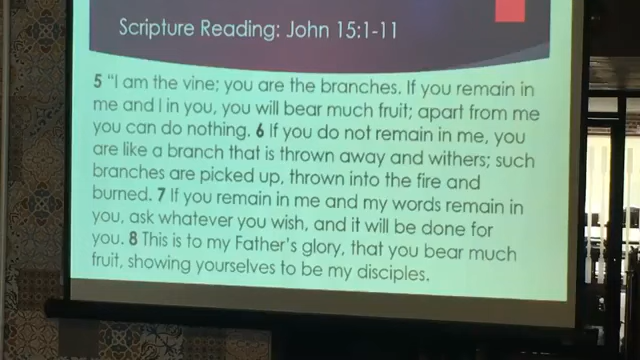 Scripture Reading: John 15:1-11
5 “I am the vine; you are the branches. If you remain in
me and I in you, you will bear much fruit; apart from me
you can do nothing. 6 If you do not remain in me, you
are like a branch that is thrown away and withers; such
branches are picked up, thrown into the fire and
burned. 7 If you remain in me and my words remain in
you, ask whatever you wish, and it will be done for
you. 8 This is to my Father’s glory, that you bear much
fruit, showing yourselves to be my disciples.